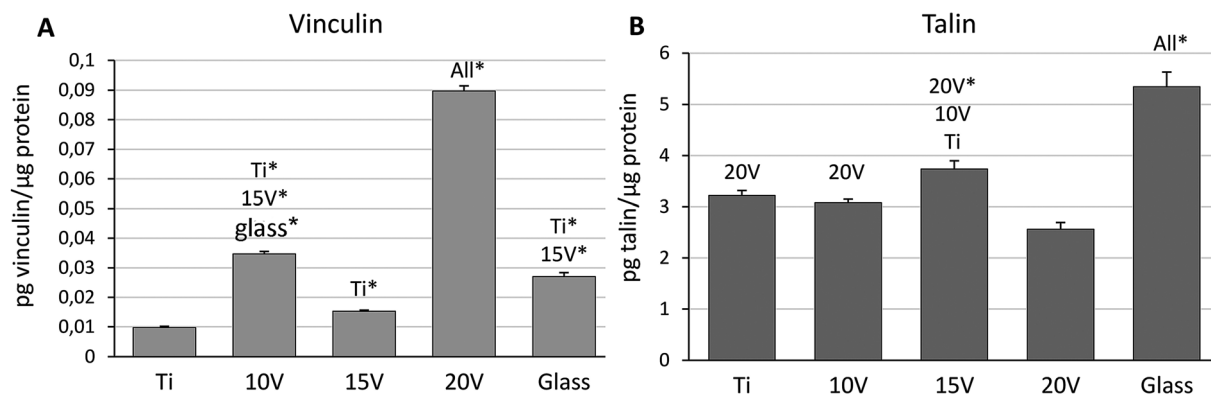 A
Vinculin
pg vinculin/µg protein
0,1
0,09
0,08
0,07
0,06
0,05
0,04
0,03
0,02
0,01
0
Ti*
15V*
glass*
Ti*
All*
Ti*
15V*
Ti
10V
15V
20V
Glass
B
Talin
pg talin/µg protein
6
5
4
3
2
1
0
20V
20V
20V*
10V
Ti
All*
Ti
10V
15V
20V
Glass